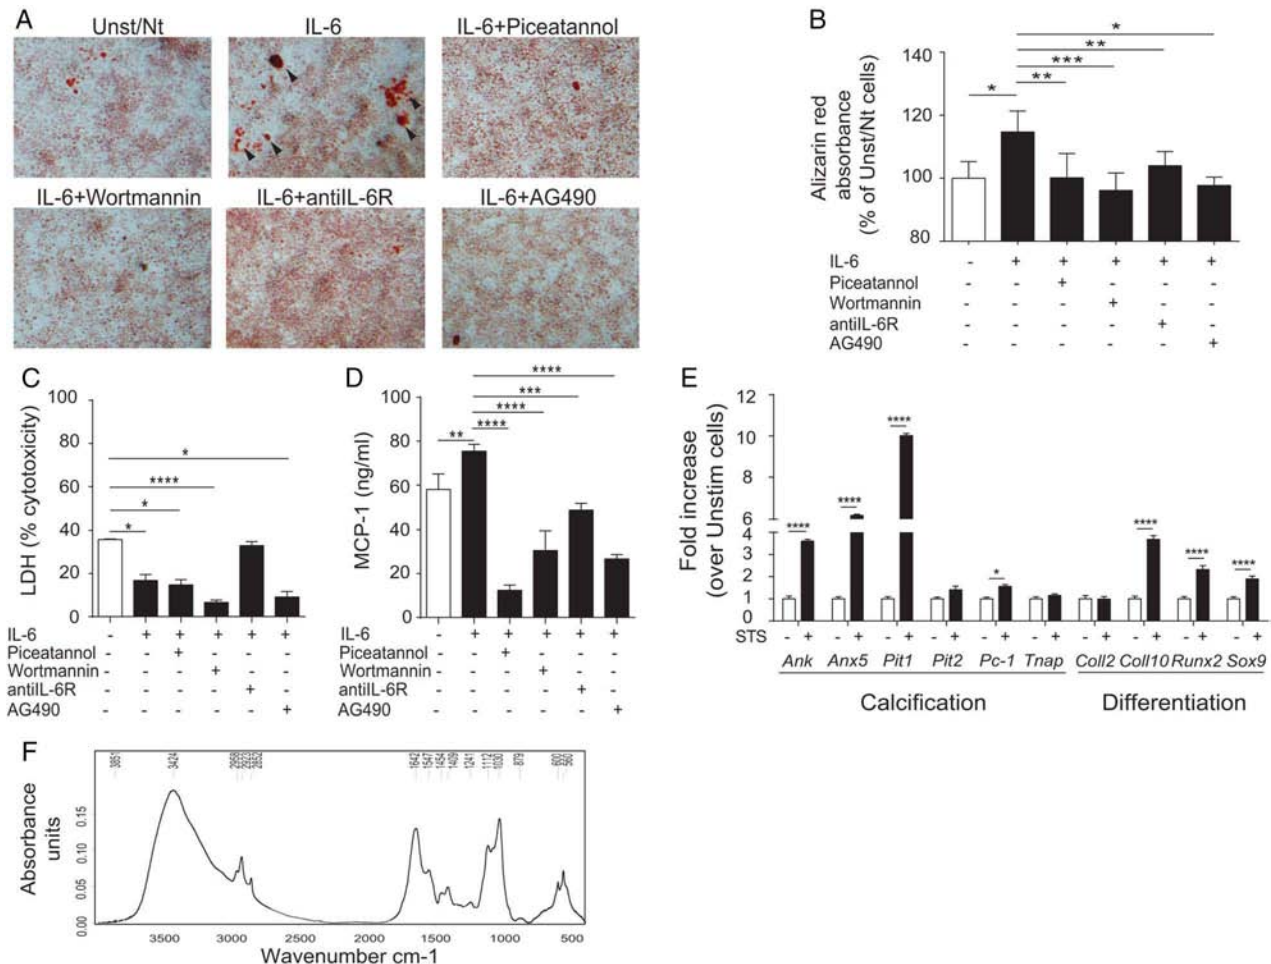 A
Unst/Nt IL-6 IL-6+Piceatannol
IL-6+Wortmannin IL-6+antiIL-6R IL-6+AG490
B
Alizarin red
absorbance
(% of Unst/Nt cells)
140
120
100
80
*
**
***
**
*
IL-6 - + + + + +
Piceatannol - - + - - -
Wortmannin - - - + - -
antiIL-6R - - - - + -
AG490 - - - - - +
C
LDH (% cytotoxicity)
100
80
60
40
20
0
*
****
*
*
IL-6 - + + + + +
Piceatannol - - + - - -
Wortmannin - - - + - -
antiIL-6R - - - - + -
AG490 - - - - - +
D
MCP-1 (ng/ml)
100
80
60
40
20
0
****
***
****
****
**
IL-6 - + + + + +
Piceatannol - - + - - -
Wortmannin - - - + - -
antiIL-6R - - - - + -
AG490 - - - - - +
E
Fold increase
(over Unstim cells)
12
10
8
6
4
3
2
1
0
**** **** **** * **** **** ****
STS - + - + - + - + - + - + - + - + - + - +
Ank Anx5 Pit1 Pit2 Pc-1 Tnap Coll2 Coll10 Runx2 Sox9
Calcification Differentiation
F
Absorbance
units
0.15
0.10
0.05
0.00
3851 3424 2958 2923 2852 1642 1547 1454 1409 1241 1112 1030 879 600 560
3500 3000 2500 2000 1500 1000 500
Wavenumber cm-1